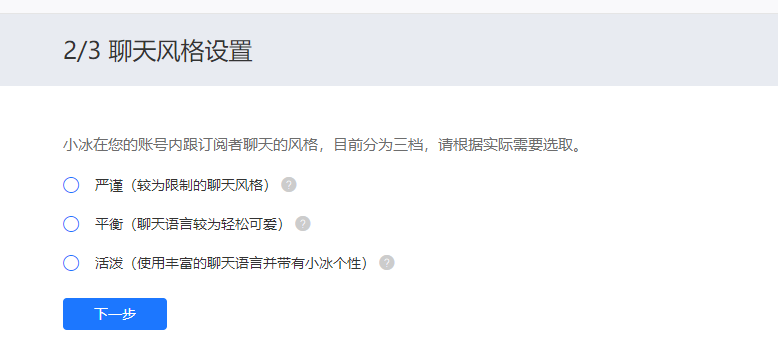 2/3 聊天风格设置
小冰在您的账号内跟订阅者聊天的风格，目前分为三档，请根据实际需要选取。
严谨（较为限制的聊天风格） ?
平衡（聊天语言较为轻松可爱） ?
活泼（使用丰富的聊天语言并带有小冰个性） ?
下一步